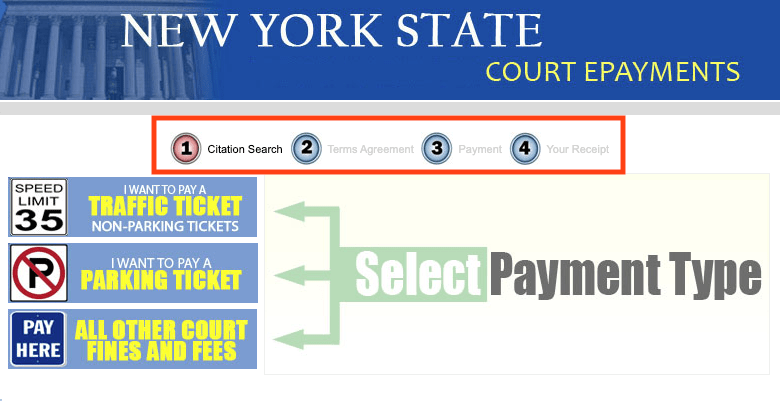 NEW YORK STATE
COURT EPAYMENTS
1 Citation Search 2 Terms Agreement 3 Payment 4 Your Receipt
SPEED
LIMIT
35
I WANT TO PAY A
TRAFFIC TICKET
NON-PARKING TICKETS
P
I WANT TO PAY A
PARKING TICKET
PAY
HERE
ALL OTHER COURT
FINES AND FEES
Select Payment Type